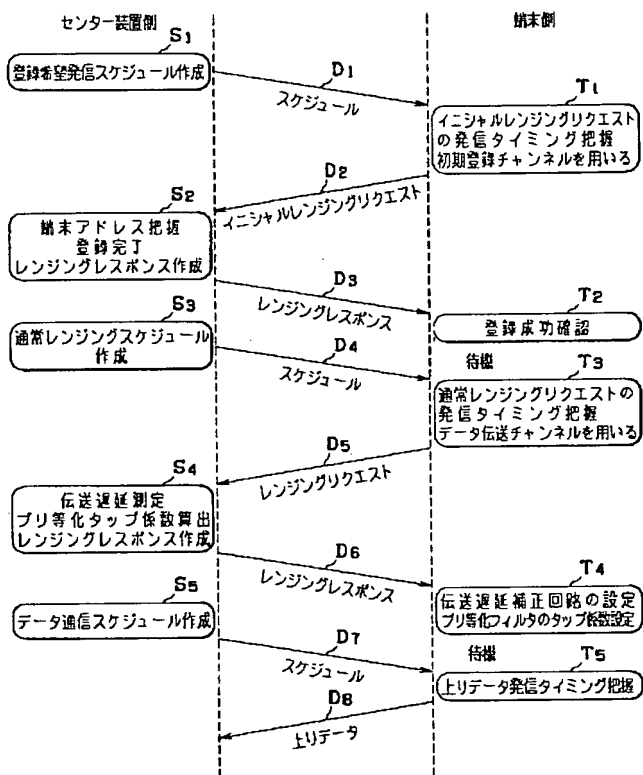 センター装置側
端末側
S1
登録希望発信スケジュール作成
D1
スケジュール
T1
イニシャルレンジングリクエスト
の発信タイミング把握
初期登録チャンネルを用いる
D2
イニシャルレンジングリクエスト
S2
端末アドレス把握
登録完了
レンジングレスポンス作成
D3
レンジングレスポンス
T2
登録成功確認
S3
通常レンジングスケジュール
作成
D4
スケジュール
待機
T3
通常レンジングリクエストの
発信タイミング把握
データ伝送チャンネルを用いる
D5
レンジングリクエスト
S4
伝送遅延測定
プリ等化タップ係数算出
レンジングレスポンス作成
D6
レンジングレスポンス
T4
伝送遅延補正回路の設定
プリ等化フィルタのタップ係数設定
S5
データ通信スケジュール作成
D7
スケジュール
待機
T5
上りデータ発信タイミング把握
D8
上りデータ